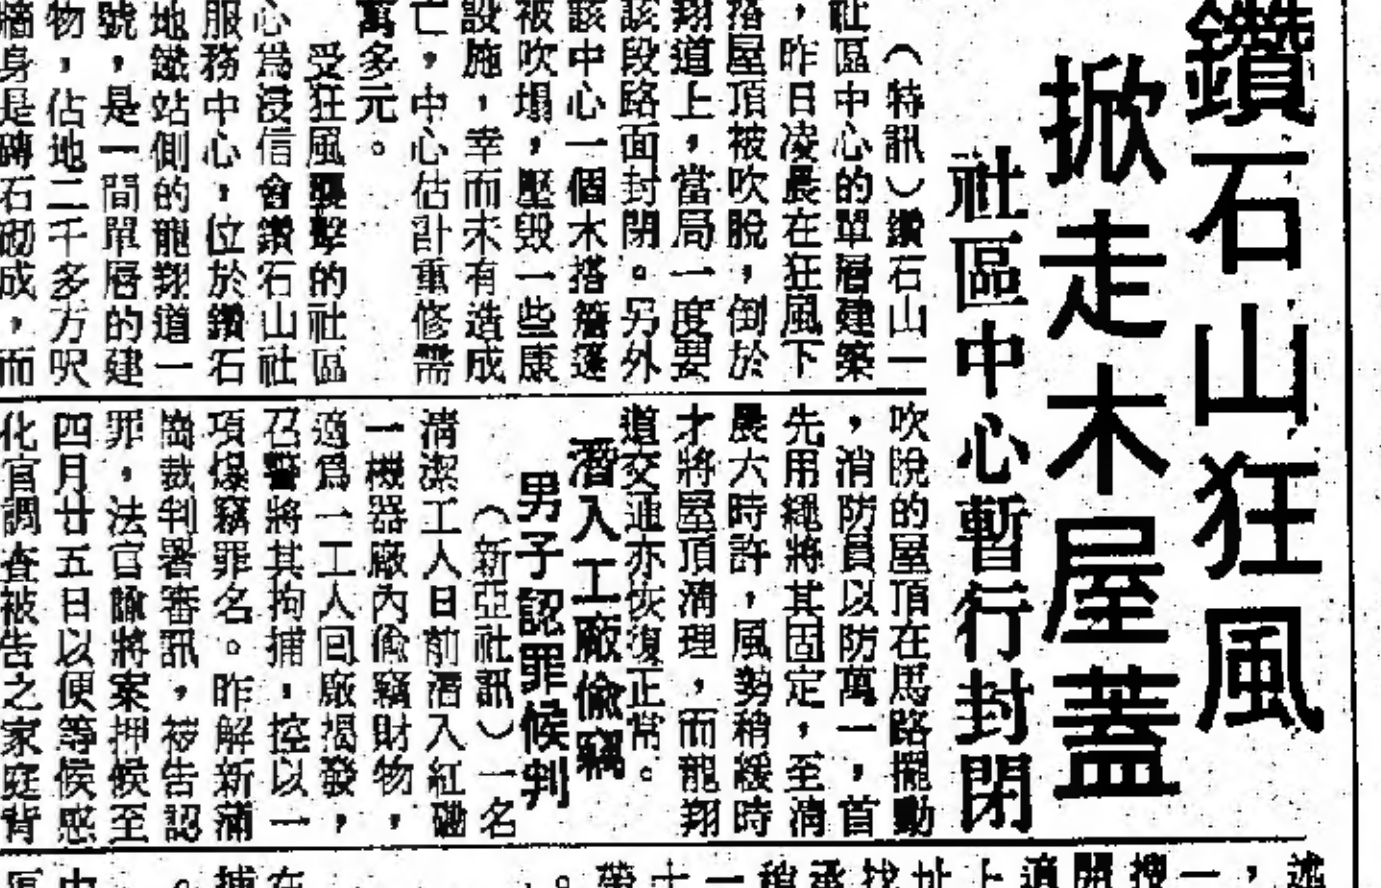 鑽石山狂風
掀走木屋蓋
社區中心暫行封閉
（特訊）鑽石山一
社區中心的單層建築
，昨日凌晨在狂風下
，屋頂被吹脫，倒於
翔道上，當局一度要
該段路面封閉。另外
該中心一個木搭簷篷
被吹塌，壓毀一些康
設施，幸而未有造成
亡，中心估計重修需
萬多元。
受狂風襲擊的社區
心為浸信會鑽石山社
服務中心，位於鑽石
地鐵站側的龍翔道一
號，是一間單層的建
物，佔地二千多方呎
牆身是磚石砌成，而
吹脫的屋頂在馬路擺動
，消防員以防萬一，首
先用繩將其固定，至清
晨六時許，風勢稍緩時
才將屋頂清理，而龍翔
道交通亦恢復正常。
潛入工廠偷竊
男子認罪候判
（新亞社訊）一名
清潔工人日前潛入紅磡
一機器廠內偷竊財物，
適為一工人回廠揭發，
召警將其拘捕，控以一
項爆竊罪名。昨解新蒲
崗裁判署審訊，被告認
罪，法官諭將案押候至
四月廿五日以便等候感
化官調查被告之家庭背